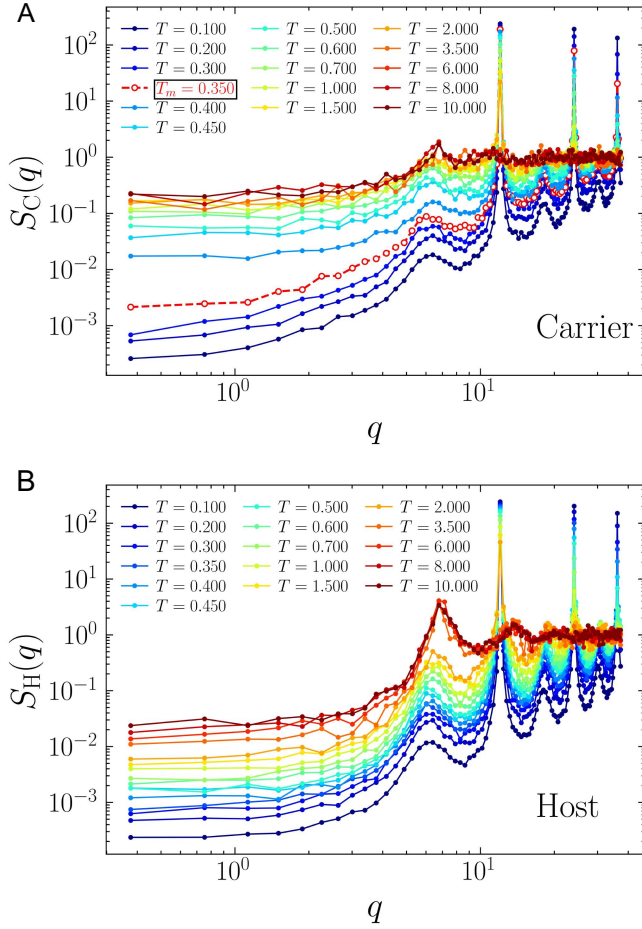 A
T = 0.100 T = 0.500 T = 2.000
T = 0.200 T = 0.600 T = 3.500
T = 0.300 T = 0.700 T = 6.000
T_m = 0.350 T = 1.000 T = 8.000
T = 0.400 T = 1.500 T = 10.000
T = 0.450
10^2
10^1
10^0
10^-1
10^-2
10^-3
S_C(q)
Carrier
10^0 10^1
q
B
T = 0.100 T = 0.500 T = 2.000
T = 0.200 T = 0.600 T = 3.500
T = 0.300 T = 0.700 T = 6.000
T = 0.350 T = 1.000 T = 8.000
T = 0.400 T = 1.500 T = 10.000
T = 0.450
10^2
10^1
10^0
10^-1
10^-2
10^-3
S_H(q)
Host
10^0 10^1
q